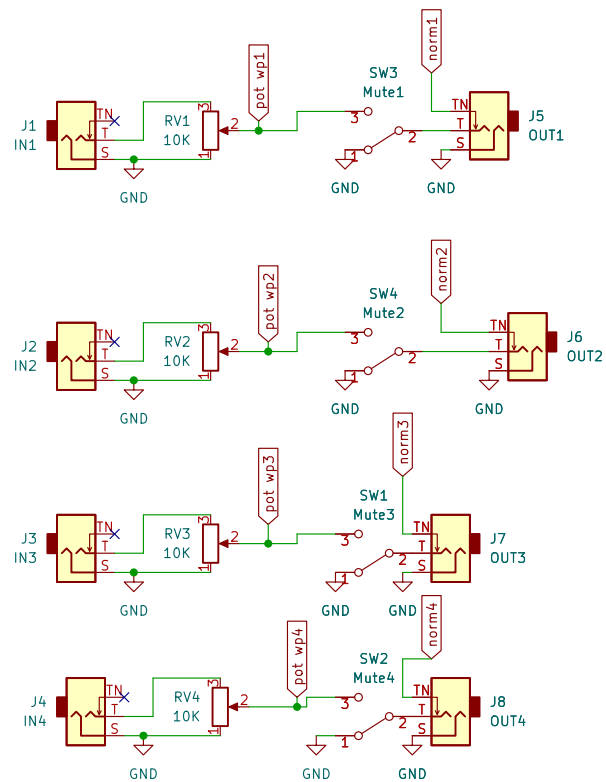 norm1
pot wp1
SW3
Mute1
J1
IN1
TN
T
S
GND
RV1
10K
3
2
1
3
1
2
GND
GND
TN
T
S
J5
OUT1
norm2
pot wp2
SW4
Mute2
J2
IN2
TN
T
S
GND
RV2
10K
3
2
1
3
1
2
GND
GND
TN
T
S
J6
OUT2
norm3
pot wp3
SW1
Mute3
J3
IN3
TN
T
S
GND
RV3
10K
3
2
1
3
1
2
GND
GND
TN
T
S
J7
OUT3
norm4
pot wp4
SW2
Mute4
J4
IN4
TN
T
S
GND
RV4
10K
3
2
1
3
1
2
GND
GND
TN
T
S
J8
OUT4